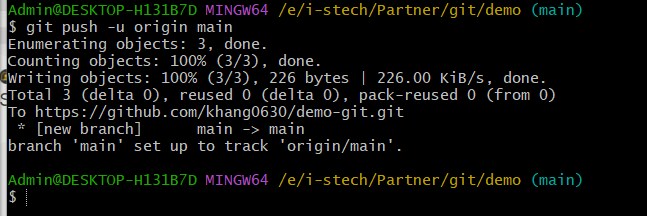 Admin@DESKTOP-H131B7D MINGW64 /e/i-stech/Partner/git/demo (main)
$ git push -u origin main
Enumerating objects: 3, done.
Counting objects: 100% (3/3), done.
Writing objects: 100% (3/3), 226 bytes | 226.00 KiB/s, done.
Total 3 (delta 0), reused 0 (delta 0), pack-reused 0 (from 0)
To https://github.com/khang0630/demo-git.git
 * [new branch]      main -> main
branch 'main' set up to track 'origin/main'.

Admin@DESKTOP-H131B7D MINGW64 /e/i-stech/Partner/git/demo (main)
$